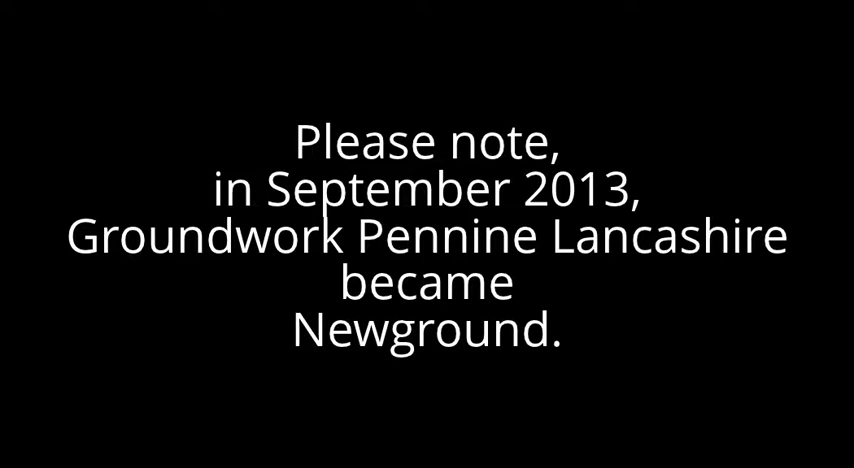 Please note,
in September 2013,
Groundwork Pennine Lancashire
became
Newground.